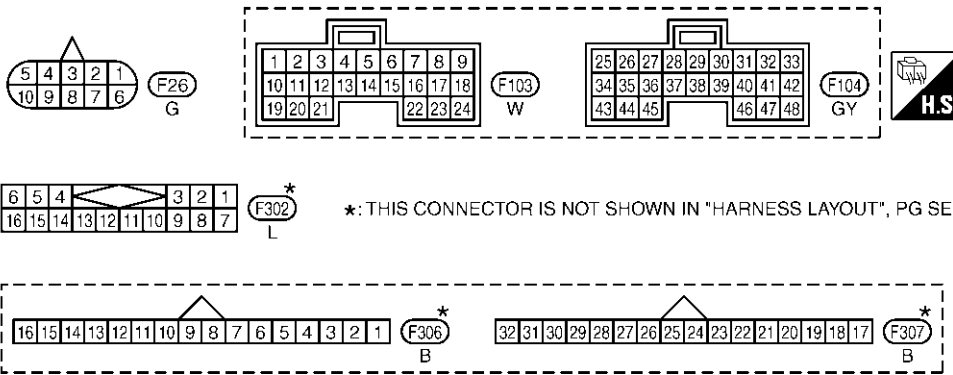 5 4 3 2 1
10 9 8 7 6
F26
G
1 2 3 4 5 6 7 8 9
10 11 12 13 14 15 16 17 18
19 20 21 22 23 24
F103
W
25 26 27 28 29 30 31 32 33
34 35 36 37 38 39 40 41 42
43 44 45 46 47 48
F104
GY
H.S
6 5 4 3 2 1
16 15 14 13 12 11 10 9 8 7
F302 *
L
*: THIS CONNECTOR IS NOT SHOWN IN "HARNESS LAYOUT", PG SE
16 15 14 13 12 11 10 9 8 7 6 5 4 3 2 1
F306 *
B
32 31 30 29 28 27 26 25 24 23 22 21 20 19 18 17
F307 *
B